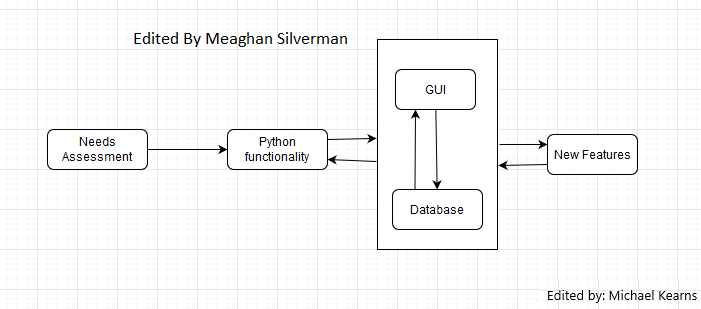 Edited By Meaghan Silverman
GUI
Needs
Assessment
Python
functionality
New Features
Database
Edited by: Michael Kearns